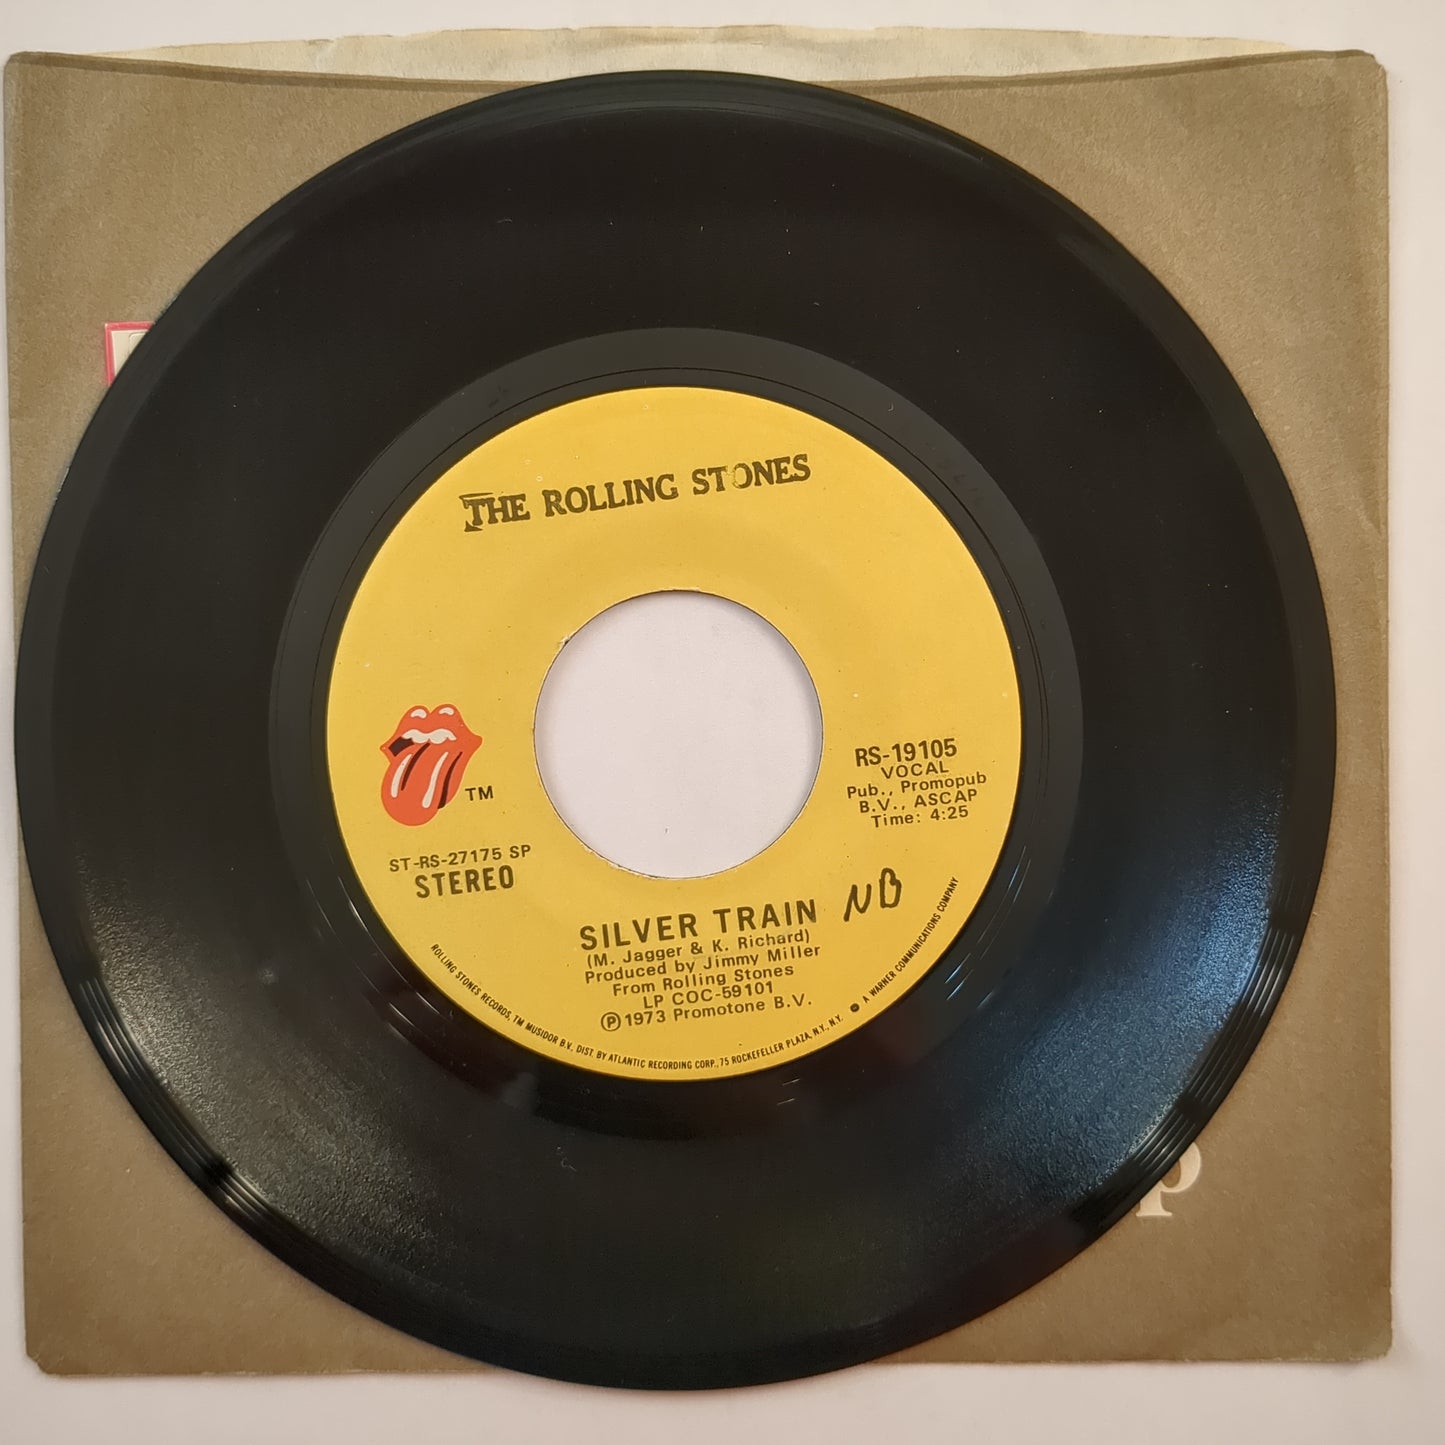 THE ROLLING STONES
TM
ST-RS-27175 SP
STEREO
RS-19105
VOCAL
Pub., Promopub
B.V., ASCAP
Time: 4:25
SILVER TRAIN NB
(M. Jagger & K. Richard)
Produced by Jimmy Miller
From Rolling Stones
LP COC-59101
℗ 1973 Promotone B.V.
ROLLING STONES RECORDS, TM MUSIDOR B.V. DIST. BY ATLANTIC RECORDING CORP., 75 ROCKEFELLER PLAZA, N.Y., N.Y. A WARNER COMMUNICATIONS COMPANY
p